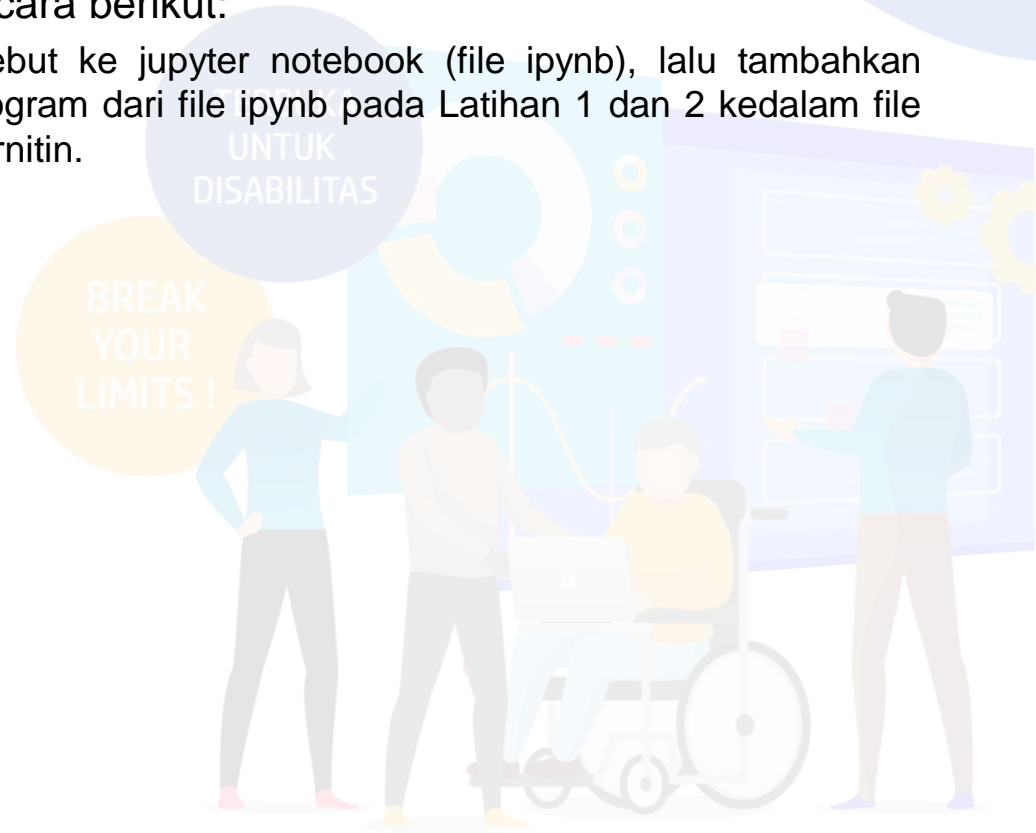 cara berikut:
ebut ke jupyter notebook (file ipynb), lalu tambahkan
ogram dari file ipynb pada Latihan 1 dan 2 kedalam file
rnitin.
TERBUKA
UNTUK
DISABILITAS
BREAK
YOUR
LIMITS !